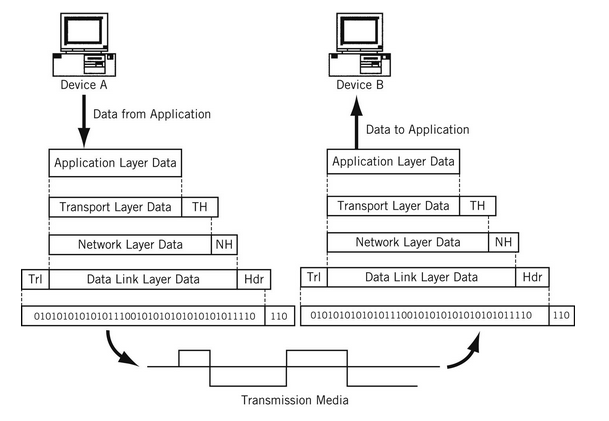 Device A
Device B
Data from Application
Data to Application
Application Layer Data
Application Layer Data
Transport Layer Data TH
Transport Layer Data TH
Network Layer Data NH
Network Layer Data NH
Trl Data Link Layer Data Hdr
Trl Data Link Layer Data Hdr
010101010101011100101010101010101011110 110
010101010101011100101010101010101011110 110
Transmission Media